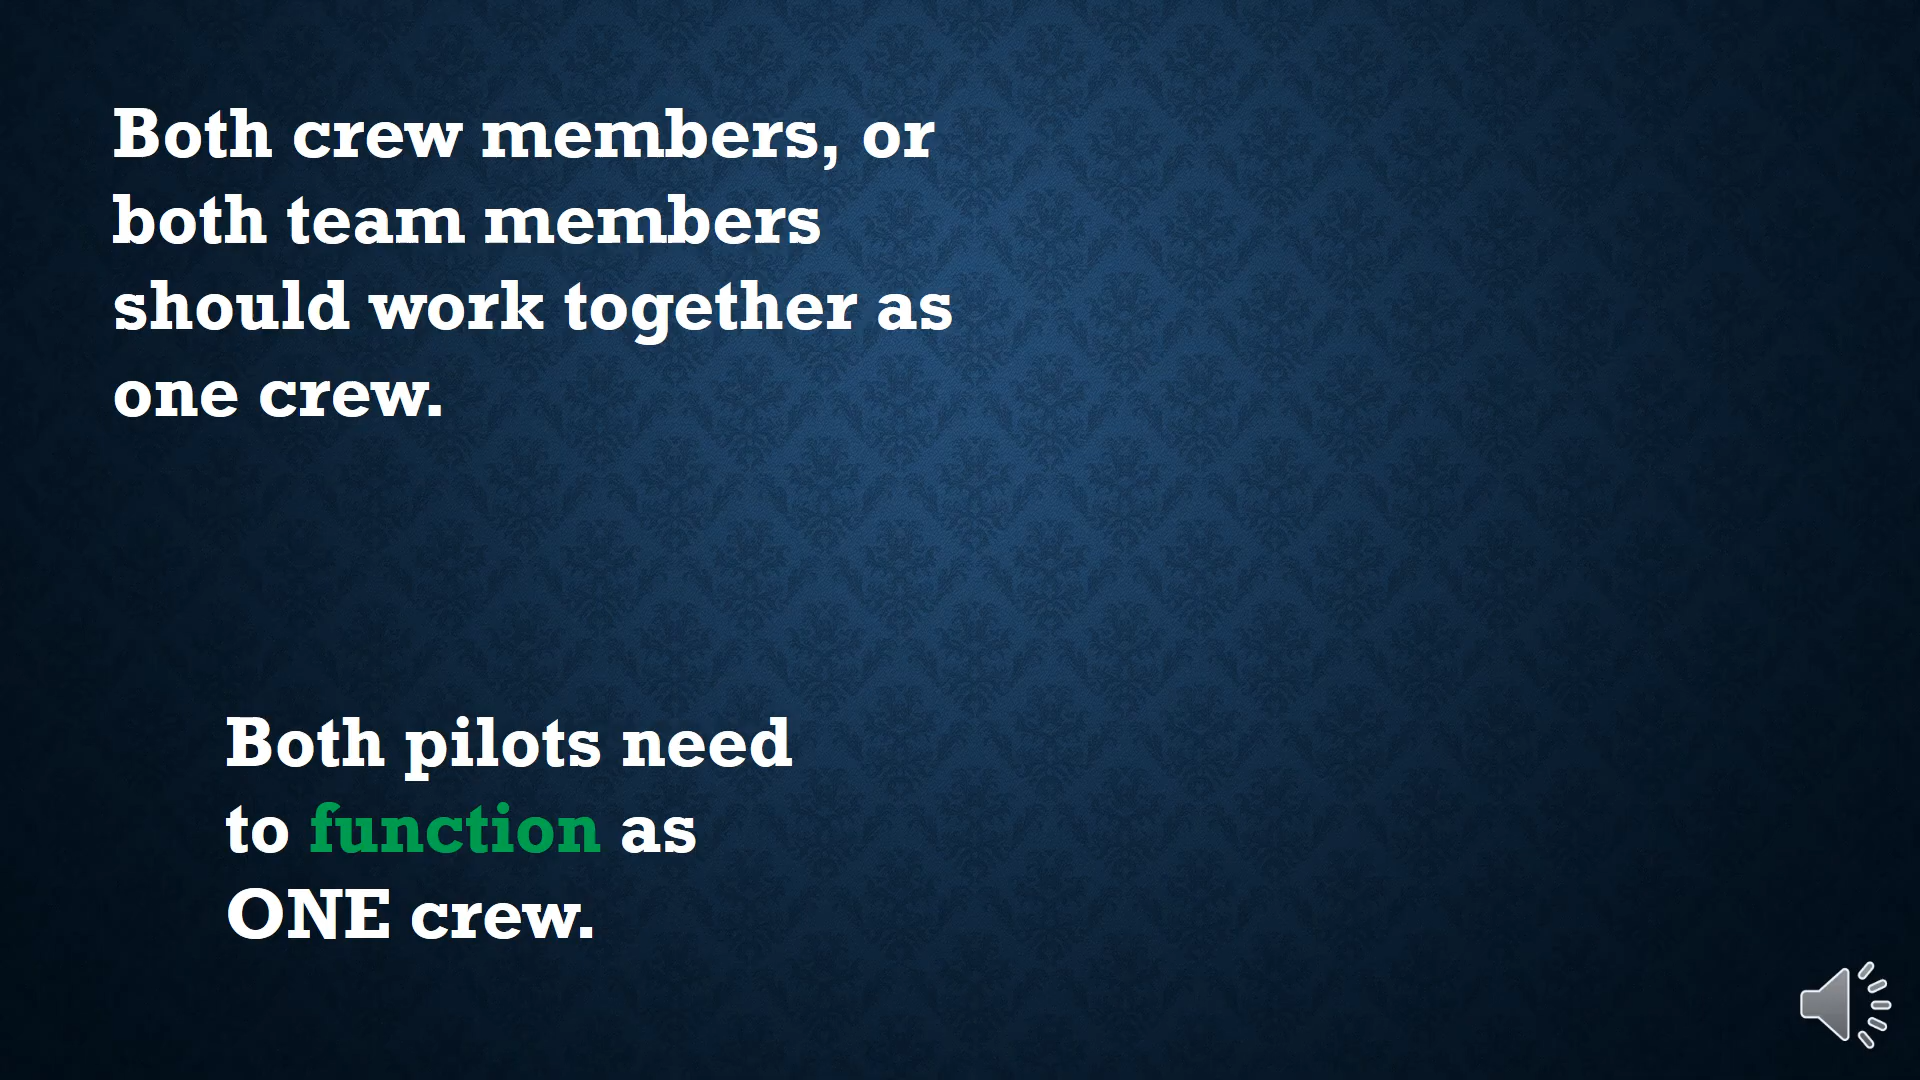 Both crew members, or
both team members
should work together as
one crew.
Both pilots need
to function as
ONE crew.